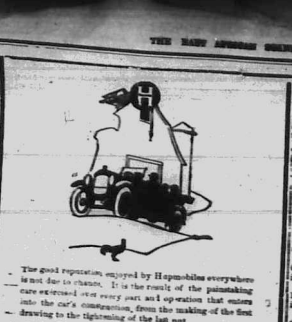 THE EAST AFRICAN
H
The good reputation enjoyed by Hupmobiles everywhere
is not due to chance. It is the result of the painstaking
care exercised over every part and operation that enters
into the car's construction, from the making of the first
drawing to the tightening of the last nut.